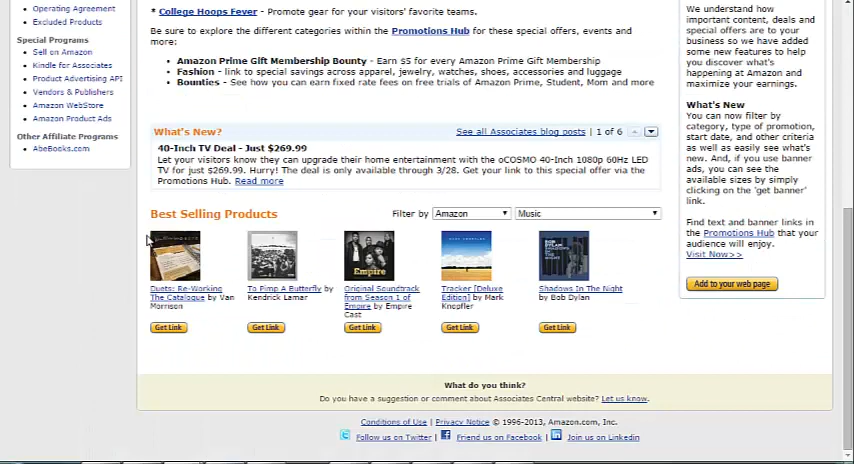 Operating Agreement
Excluded Products
Special Programs
Sell on Amazon
Kindle for Associates
Product Advertising API
Vendors & Publishers
Amazon WebStore
Amazon Product Ads
Other Affiliate Programs
AbeBooks.com
* College Hoops Fever - Promote gear for your visitors' favorite teams.
Be sure to explore the different categories within the Promotions Hub for these special offers, events and
more:
• Amazon Prime Gift Membership Bounty - Earn $5 for every Amazon Prime Gift Membership
• Fashion - link to special savings across apparel, jewelry, watches, shoes, accessories and luggage
• Bounties - See how you can earn fixed rate fees on free trials of Amazon Prime, Student, Mom and more
What's New?
See all Associates blog posts | 1 of 6
40-Inch TV Deal - Just $269.99
Let your visitors know they can upgrade their home entertainment with the oCOSMO 40-Inch 1080p 60Hz LED
TV for just $269.99. Hurry! The deal is only available through 3/28. Get your link to this special offer via the
Promotions Hub. Read more
Best Selling Products
Filter by Amazon Music
Empire
BOB
DYLAN
Duets: Re-Working
The Catalogue by Van
Morrison
Get Link
To Pimp A Butterfly by
Kendrick Lamar
Get Link
Original Soundtrack
from Season 1 of
Empire by Empire
Cast
Get Link
Tracker [Deluxe
Edition] by Mark
Knopfler
Get Link
Shadows In The Night
by Bob Dylan
Get Link
We understand how
important content, deals and
special offers are to your
business so we have added
some new features to help
you discover what's
happening at Amazon and
maximize your earnings.
What's New
You can now filter by
category, type of promotion,
start date, and other criteria
as well as easily see what's
new. And, if you use banner
ads, you can see the
available sizes by simply
clicking on the 'get banner'
link.
Find text and banner links in
the Promotions Hub that your
audience will enjoy.
Visit Now>>
Add to your web page
What do you think?
Do you have a suggestion or comment about Associates Central website? Let us know.
Conditions of Use | Privacy Notice © 1996-2013, Amazon.com, Inc.
Follow us on Twitter | Friend us on Facebook | Join us on Linkedin